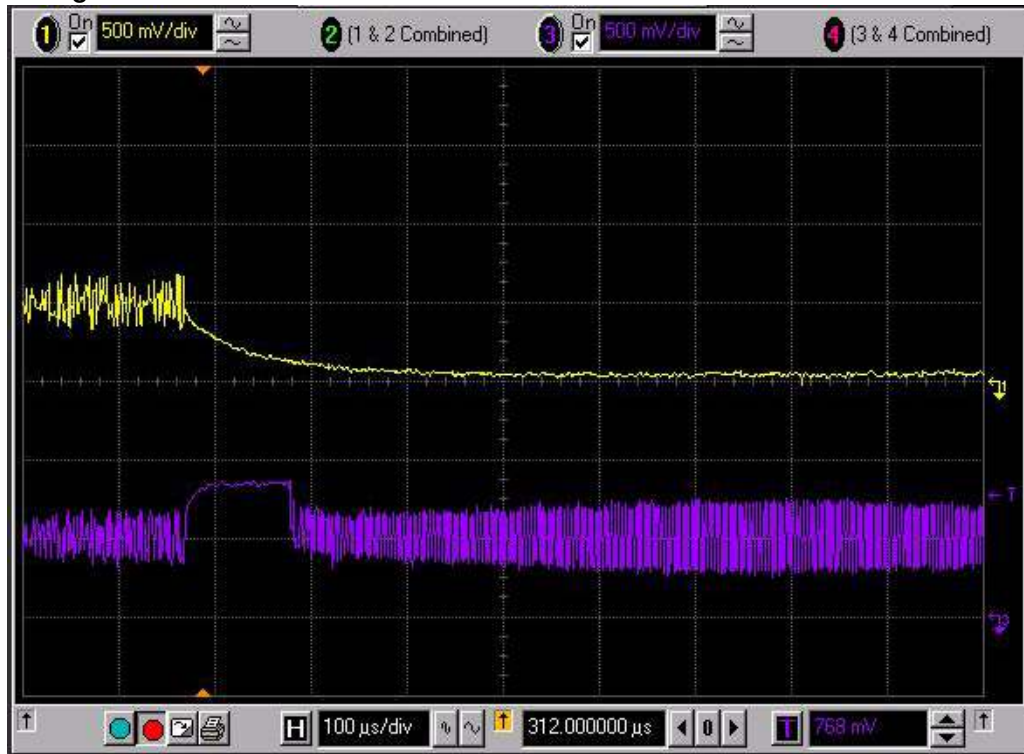 1 On 500 mV/div 2 (1 & 2 Combined) 3 On 500 mV/div 4 (3 & 4 Combined)
T
H 100 µs/div 312.000000 µs 0 T 768 mV